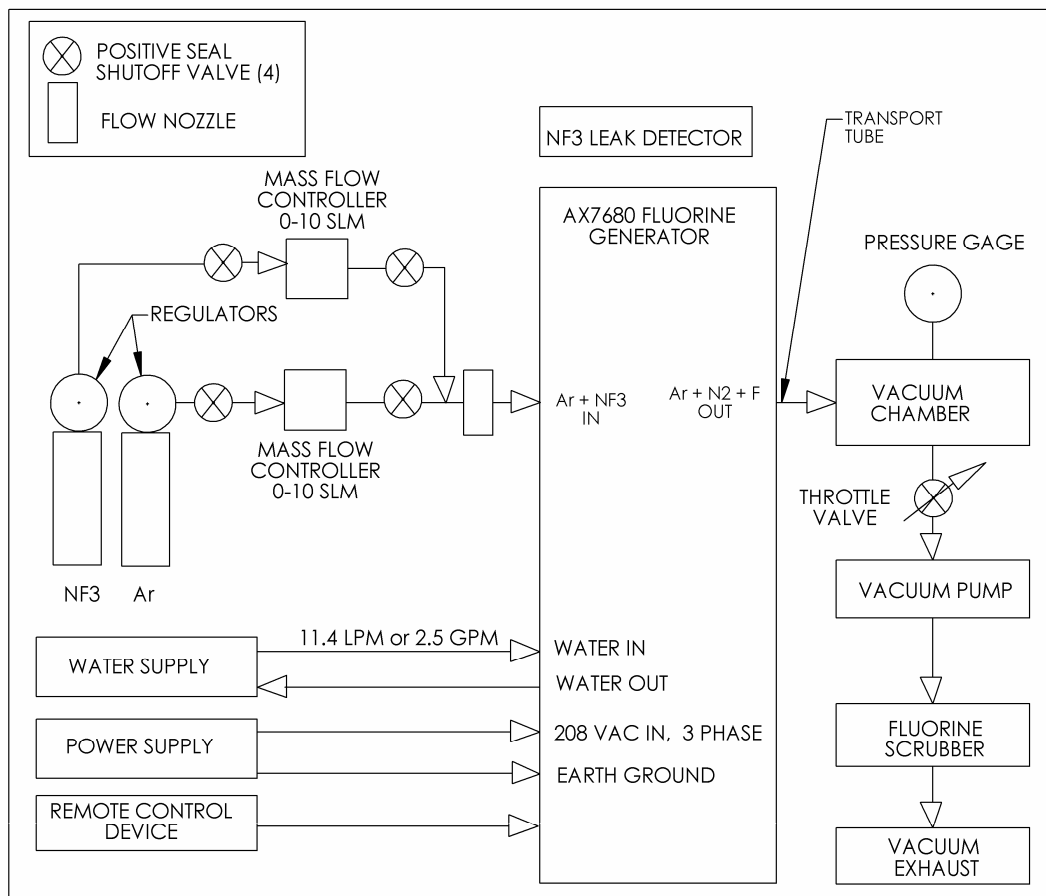 POSITIVE SEAL
SHUTOFF VALVE (4)
FLOW NOZZLE
NF3 LEAK DETECTOR
TRANSPORT
TUBE
MASS FLOW
CONTROLLER
0-10 SLM
AX7680 FLUORINE
GENERATOR
PRESSURE GAGE
REGULATORS
Ar + NF3
IN
Ar + N2 + F
OUT
VACUUM
CHAMBER
MASS FLOW
CONTROLLER
0-10 SLM
THROTTLE
VALVE
NF3
Ar
VACUUM PUMP
11.4 LPM or 2.5 GPM
WATER SUPPLY
WATER IN
WATER OUT
POWER SUPPLY
208 VAC IN, 3 PHASE
EARTH GROUND
FLUORINE
SCRUBBER
REMOTE CONTROL
DEVICE
VACUUM
EXHAUST